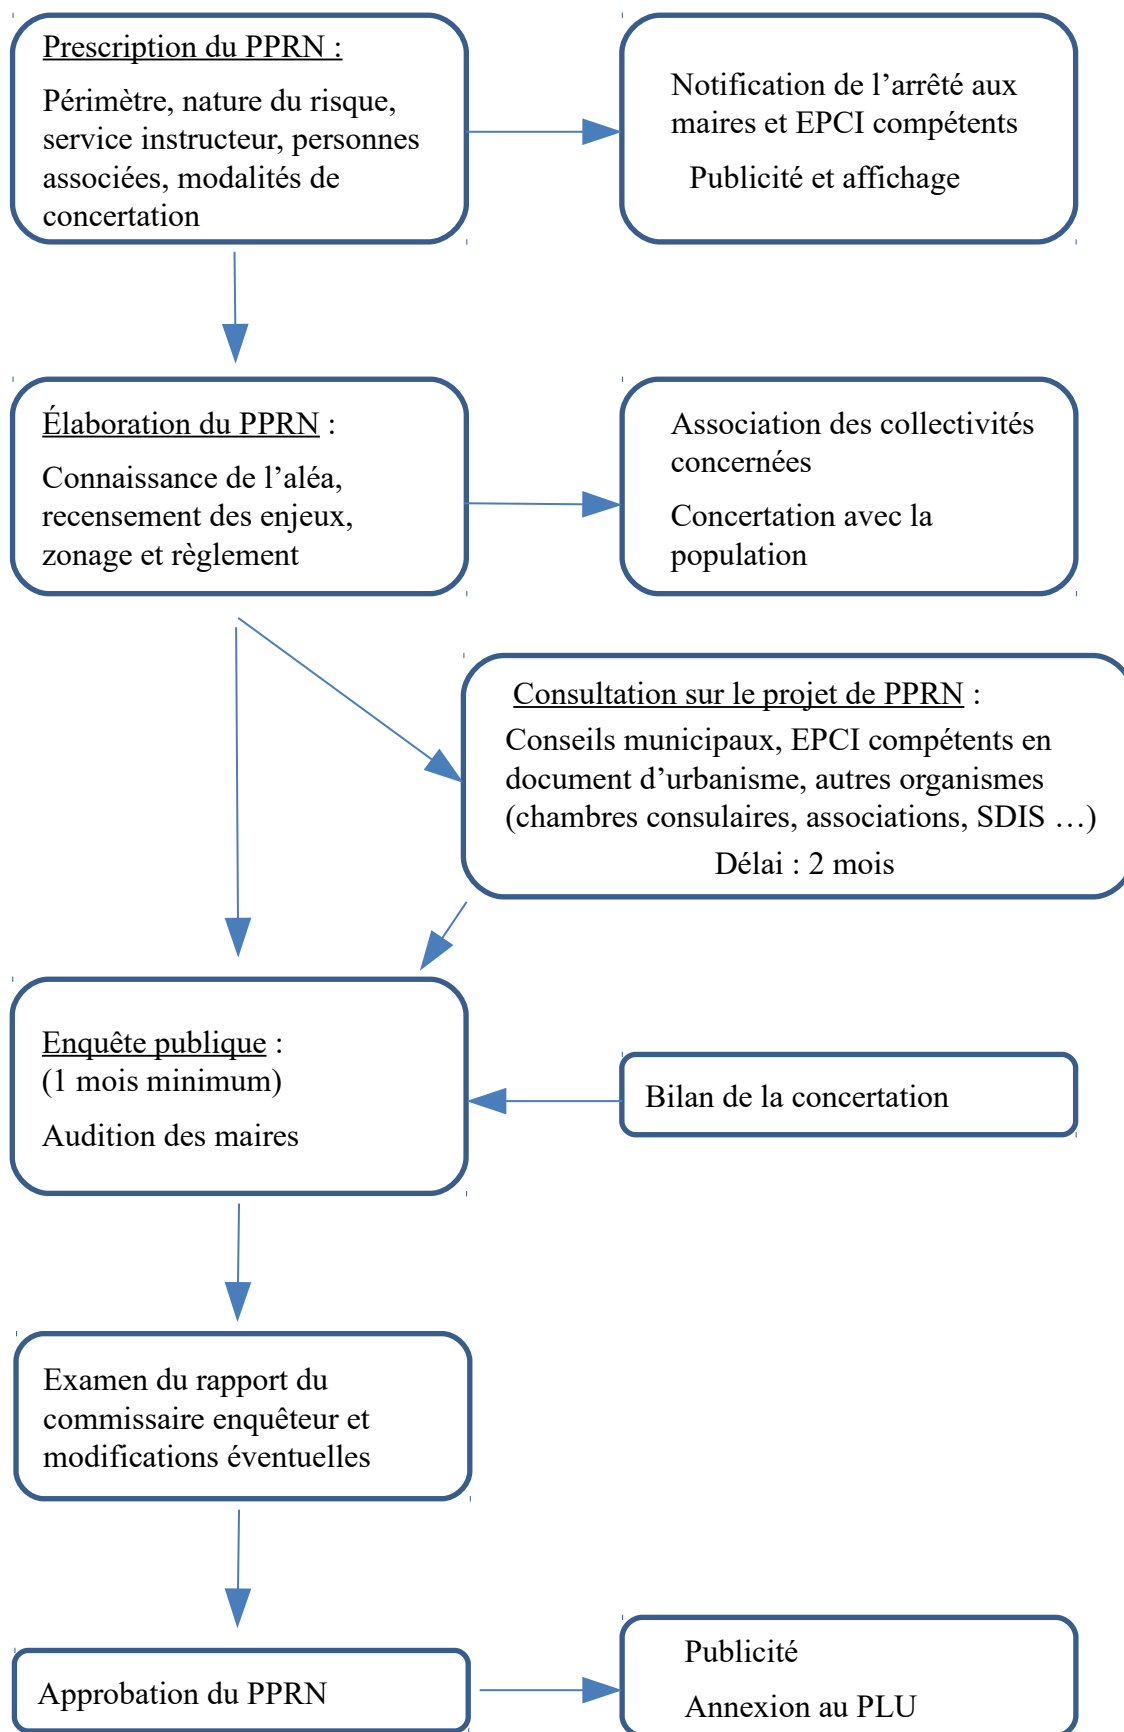 Prescription du PPRN :
Périmètre, nature du risque,
service instructeur, personnes
associées, modalités de
concertation
Notification de l’arrêté aux
maires et EPCI compétents
Publicité et affichage
Élaboration du PPRN :
Connaissance de l’aléa,
recensement des enjeux,
zonage et règlement
Association des collectivités
concernées
Concertation avec la
population
Consultation sur le projet de PPRN :
Conseils municipaux, EPCI compétents en
document d’urbanisme, autres organismes
(chambres consulaires, associations, SDIS …)
Délai : 2 mois
Enquête publique :
(1 mois minimum)
Audition des maires
Bilan de la concertation
Examen du rapport du
commissaire enquêteur et
modifications éventuelles
Approbation du PPRN
Publicité
Annexion au PLU